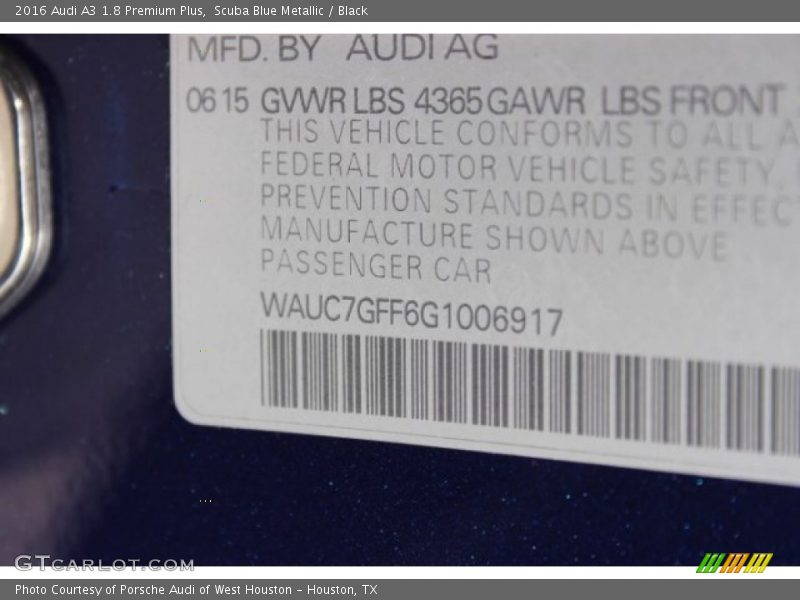 2016 Audi A3 1.8 Premium Plus, Scuba Blue Metallic / Black
MFD. BY AUDI AG
06 15 GVWR LBS 4365 GAWR LBS FRONT
THIS VEHICLE CONFORMS TO ALL A
FEDERAL MOTOR VEHICLE SAFETY,
PREVENTION STANDARDS IN EFFECT
MANUFACTURE SHOWN ABOVE
PASSENGER CAR
WAUC7GFF6G1006917
GTCARLOT.COM
Photo Courtesy of Porsche Audi of West Houston - Houston, TX